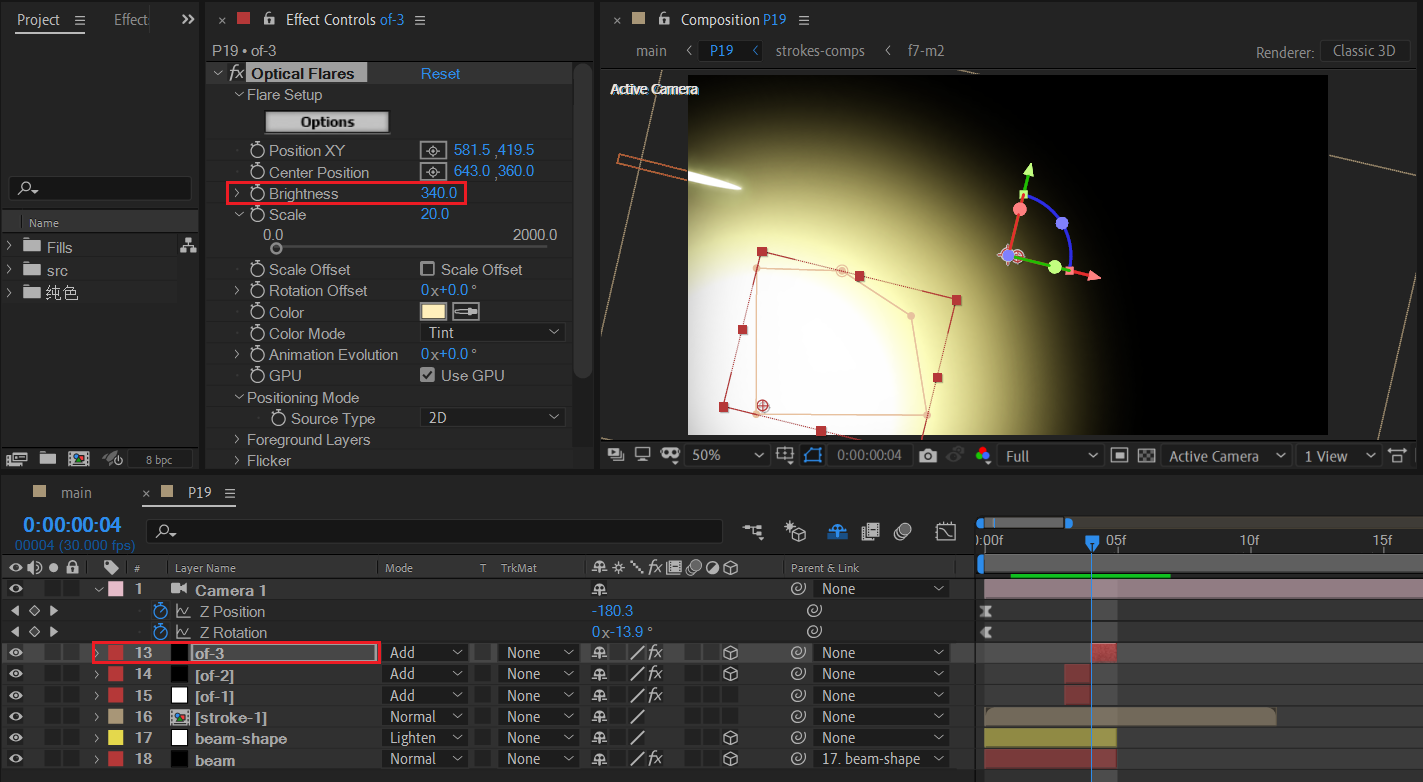 Project
Effect
Effect Controls of-3
Composition P19
P19 • of-3
main
P19
strokes-comps
f7-m2
Renderer:
Classic 3D
fx Optical Flares
Reset
Flare Setup
Options
Position XY
581.5 ,419.5
Center Position
643.0 ,360.0
Brightness
340.0
Scale
20.0
0.0
2000.0
Scale Offset
Scale Offset
Rotation Offset
0x+0.0°
Color
Color Mode
Tint
Animation Evolution
0x+0.0°
GPU
Use GPU
Positioning Mode
Source Type
2D
Foreground Layers
Flicker
Name
Fills
src
纯色
8 bpc
Active Camera
50%
0:00:00:04
Full
Active Camera
1 View
main
P19
0:00:00:04
00004 (30.000 fps)
):00f
05f
10f
15f
#
Layer Name
Mode
T
TrkMat
fx
Parent & Link
1
Camera 1
None
Z Position
-180.3
Z Rotation
0x-13.9°
13
of-3
Add
None
fx
None
14
[of-2]
Add
None
fx
None
15
[of-1]
Add
None
fx
None
16
[stroke-1]
Normal
None
None
17
beam-shape
Lighten
None
None
18
beam
Normal
None
fx
17. beam-shape